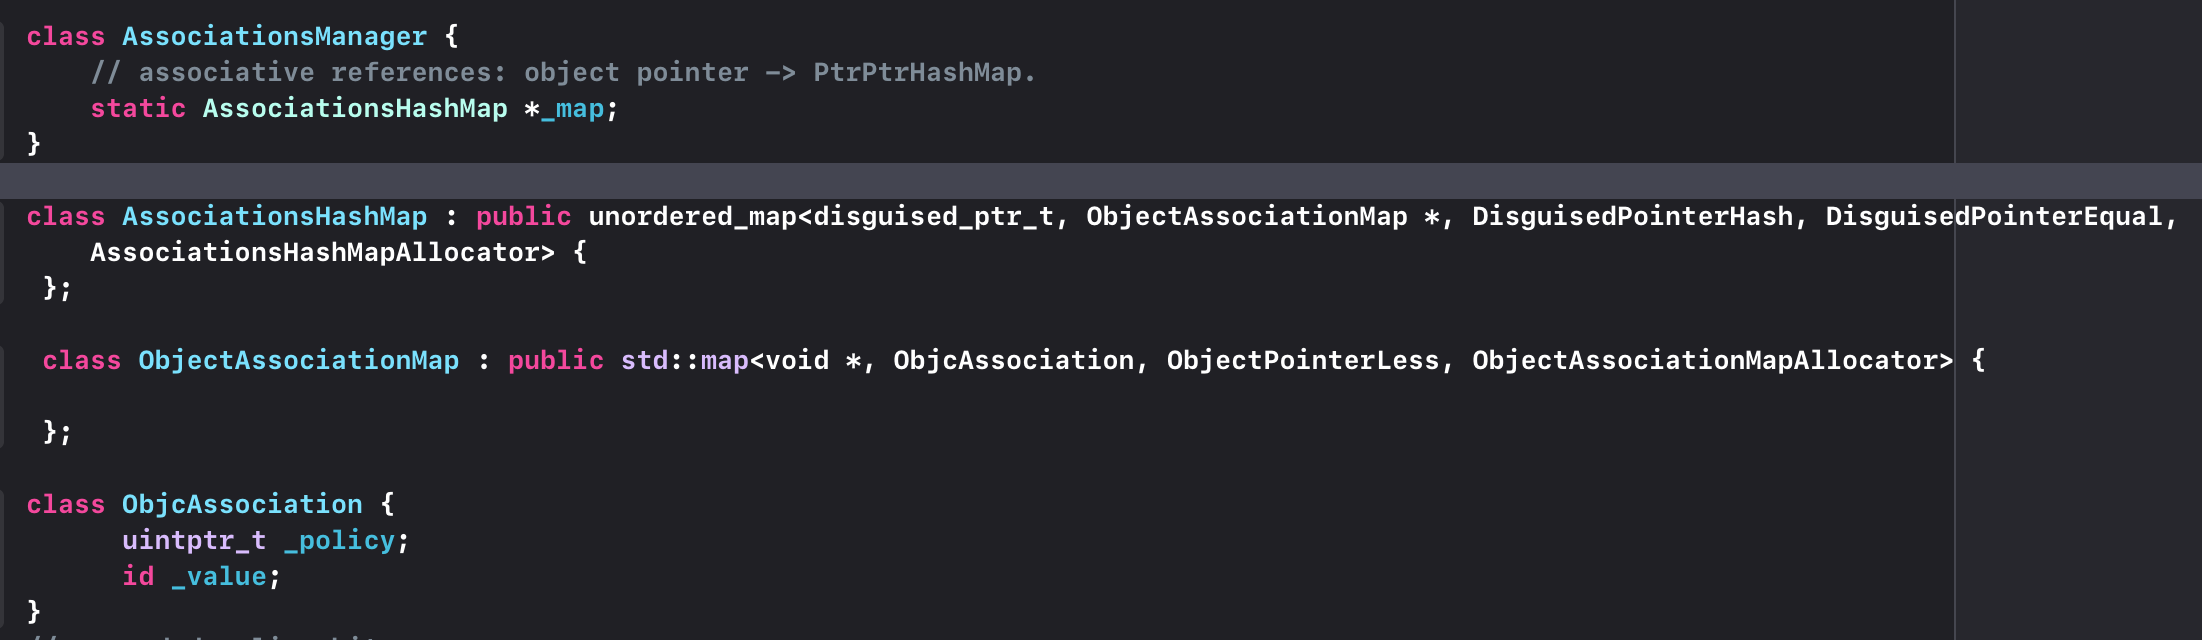 class AssociationsManager {
    // associative references: object pointer -> PtrPtrHashMap.
    static AssociationsHashMap *_map;
}
class AssociationsHashMap : public unordered_map<disguised_ptr_t, ObjectAssociationMap *, DisguisedPointerHash, DisguisedPointerEqual,
    AssociationsHashMapAllocator> {
 };
 class ObjectAssociationMap : public std::map<void *, ObjcAssociation, ObjectPointerLess, ObjectAssociationMapAllocator> {
 };
class ObjcAssociation {
      uintptr_t _policy;
      id _value;
}